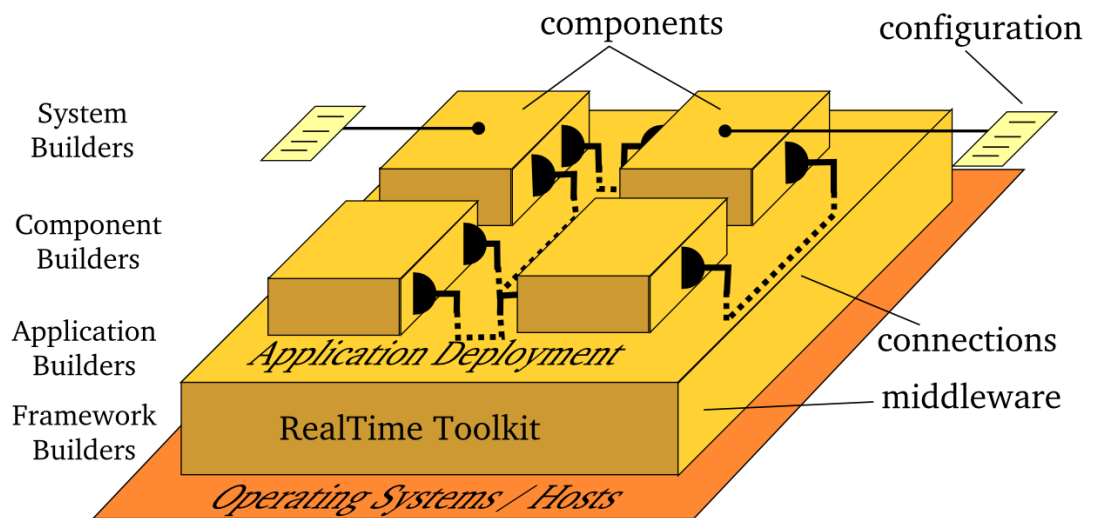 components
configuration
System
Builders
Component
Builders
Application
Builders
Application Deployment
connections
middleware
Framework
Builders
RealTime Toolkit
Operating Systems / Hosts